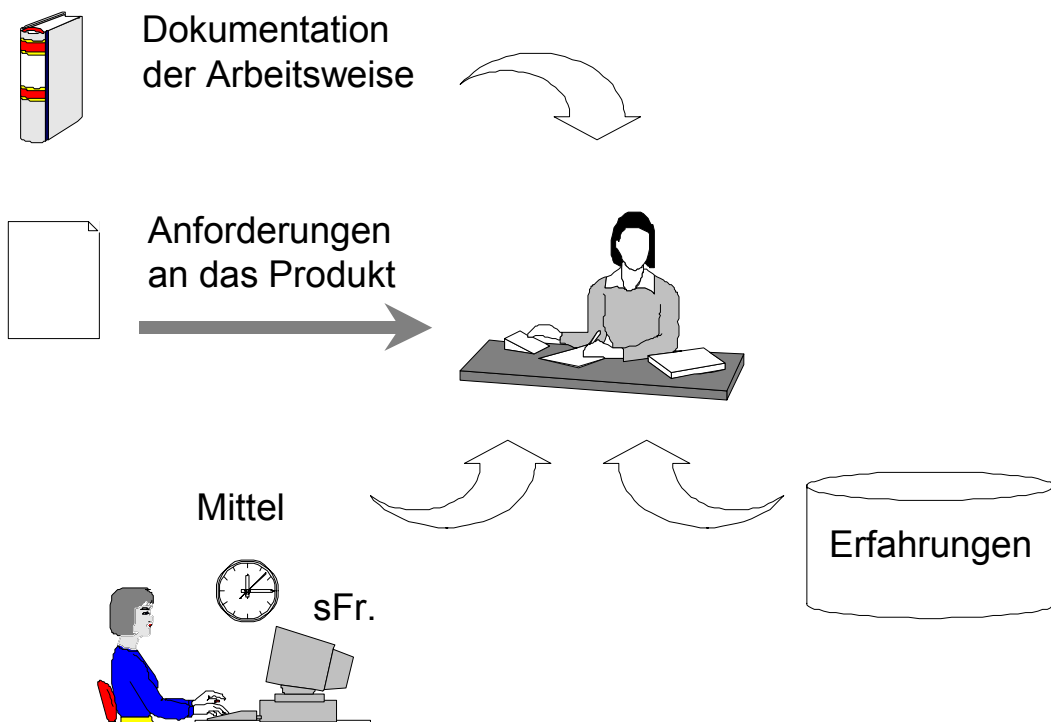 Dokumentation
der Arbeitsweise
Anforderungen
an das Produkt
Mittel
sFr.
Erfahrungen